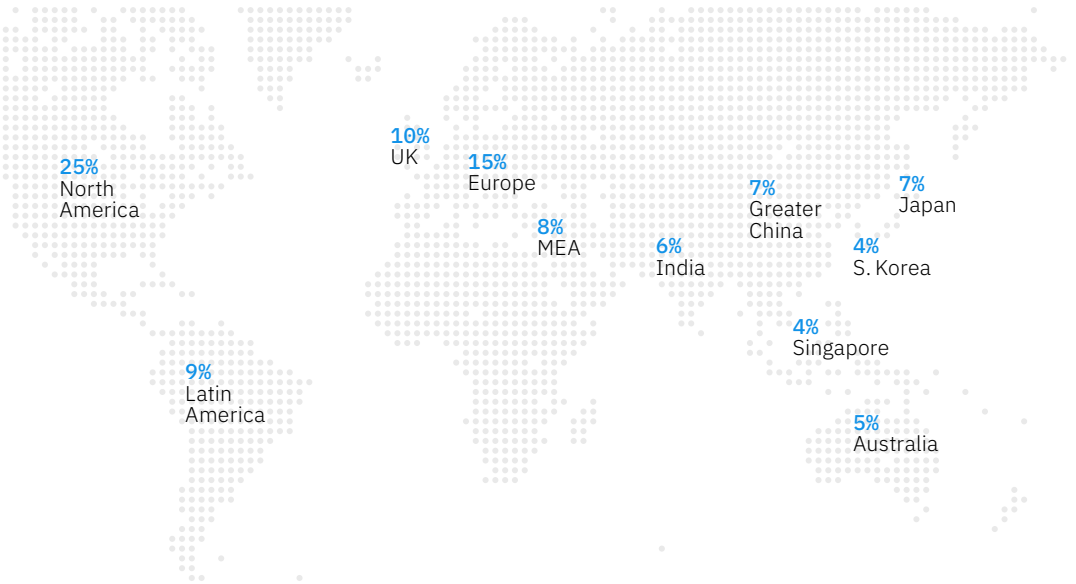 25%
North
America
10%
UK
15%
Europe
8%
MEA
6%
India
7%
Greater
China
7%
Japan
4%
S. Korea
4%
Singapore
9%
Latin
America
5%
Australia